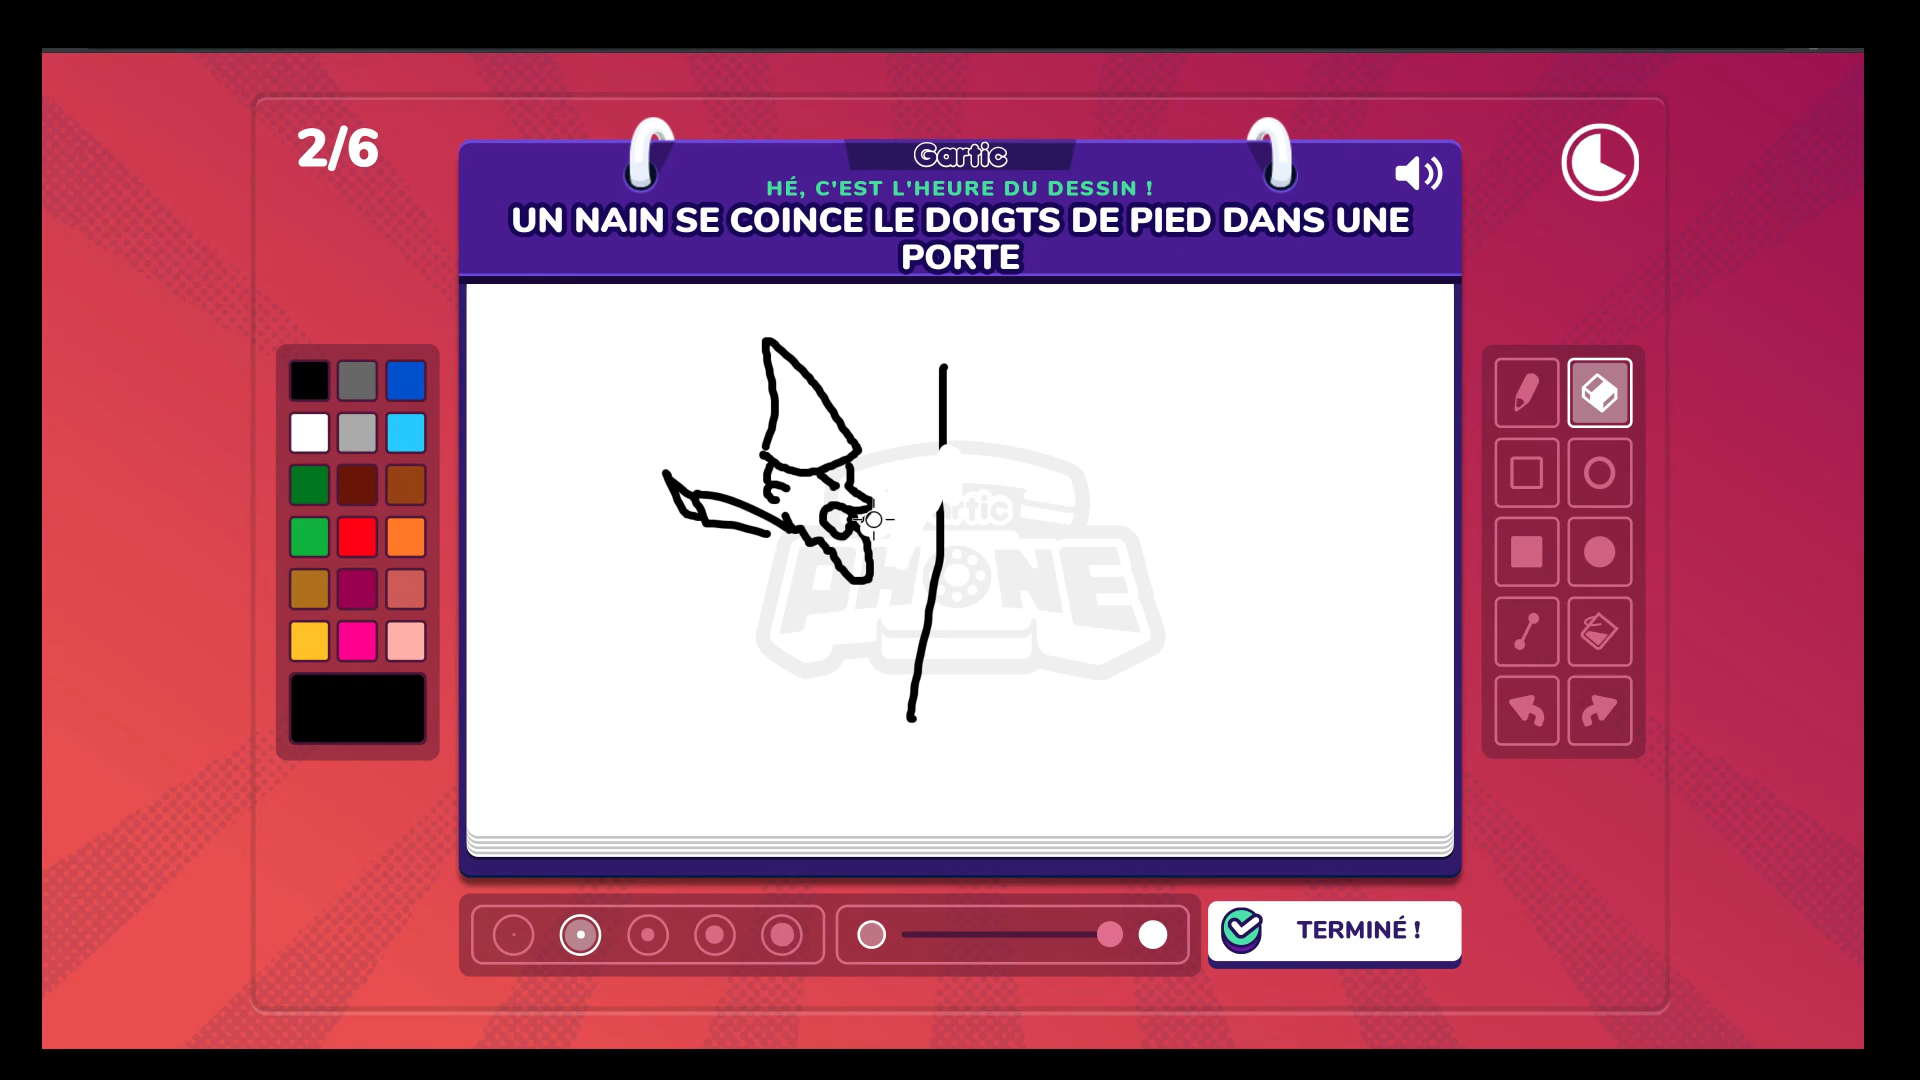 2/6
Gartic
HÉ, C'EST L'HEURE DU DESSIN !
UN NAIN SE COINCE LE DOIGTS DE PIED DANS UNE
PORTE
PHONE
TERMINÉ !